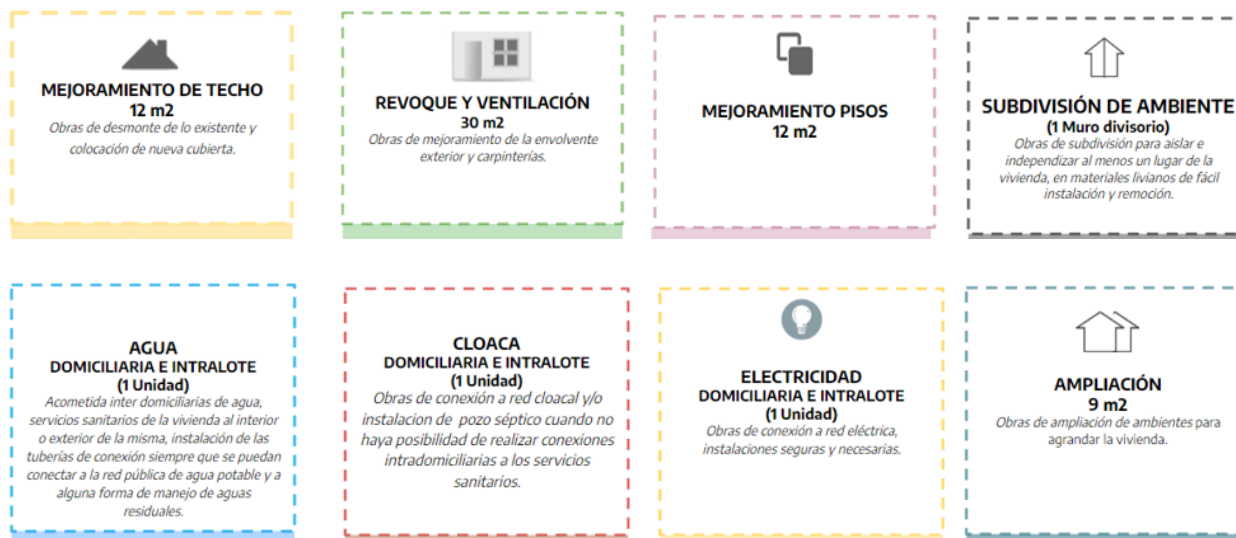 MEJORAMIENTO DE TECHO
12 m2
Obras de desmonte de lo existente y
colocación de nueva cubierta.
REVOQUE Y VENTILACIÓN
30 m2
Obras de mejoramiento de la envolvente
exterior y carpinterías.
MEJORAMIENTO PISOS
12 m2
SUBDIVISIÓN DE AMBIENTE
(1 Muro divisorio)
Obras de subdivisión para aislar e
independizar al menos un lugar de la
vivienda, en materiales livianos de fácil
instalación y remoción.
AGUA
DOMICILIARIA E INTRALOTE
(1 Unidad)
Acometida inter domiciliarias de agua,
servicios sanitarios de la vivienda al interior
o exterior de la misma, instalación de las
tuberías de conexión siempre que se puedan
conectar a la red pública de agua potable y a
alguna forma de manejo de aguas
residuales.
CLOACA
DOMICILIARIA E INTRALOTE
(1 Unidad)
Obras de conexión a red cloacal y/o
instalacion de pozo séptico cuando no
haya posibilidad de realizar conexiones
intradomiciliarias a los servicios
sanitarios.
ELECTRICIDAD
DOMICILIARIA E INTRALOTE
(1 Unidad)
Obras de conexión a red eléctrica,
instalaciones seguras y necesarias.
AMPLIACIÓN
9 m2
Obras de ampliación de ambientes para
agrandar la vivienda.